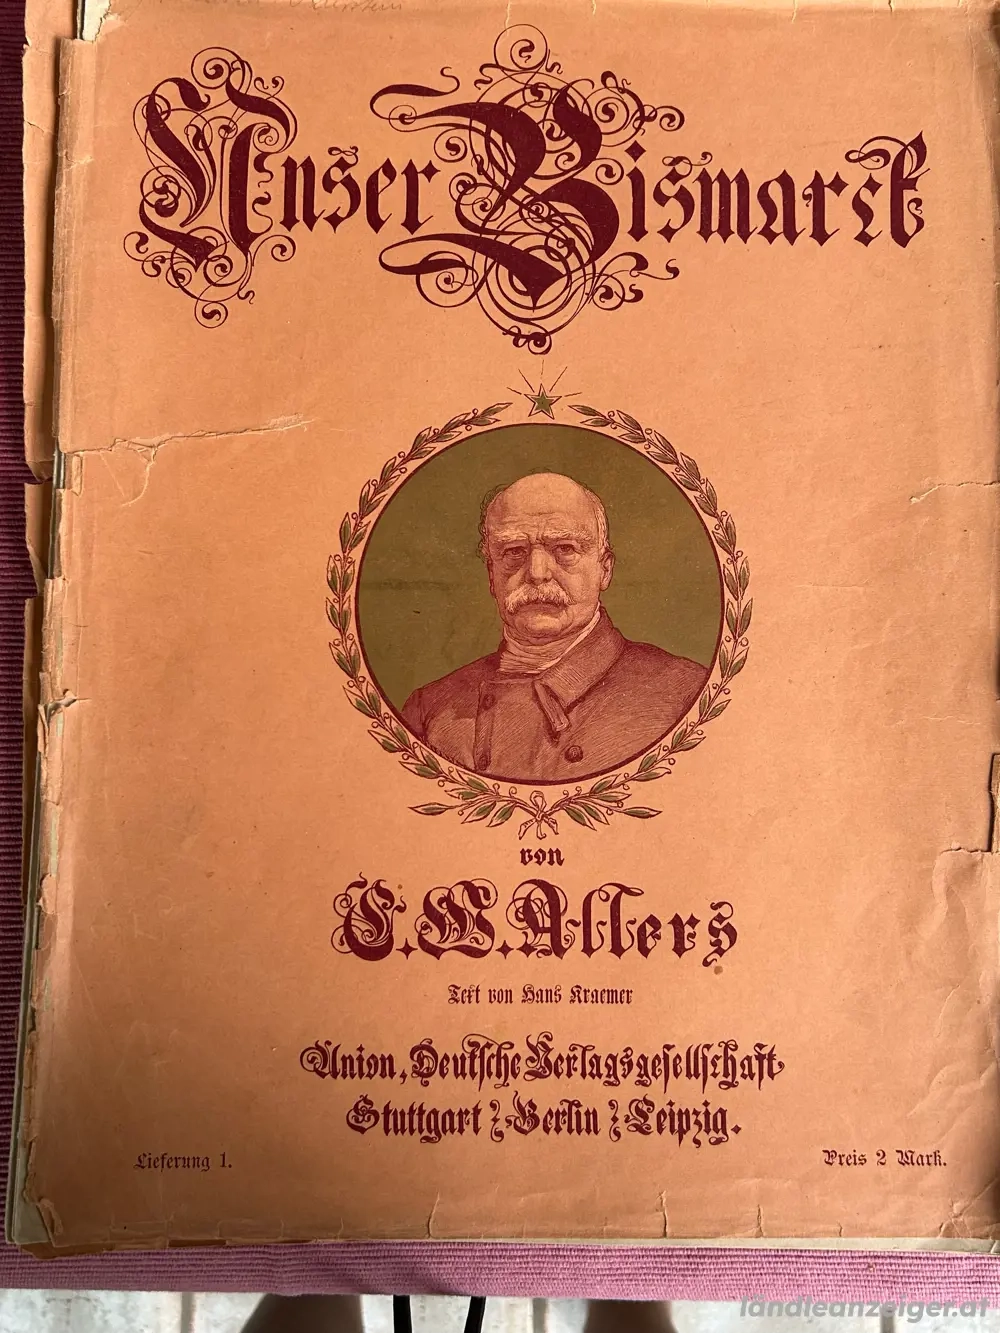 Unser Bismarck
von
C. W. Allers
Text von Hans Kraemer
Union, Deutsche Verlagsgesellschaft
Stuttgart, Berlin, Leipzig.
Lieferung 1. Preis 2 Mark.
ländleanzeiger.at